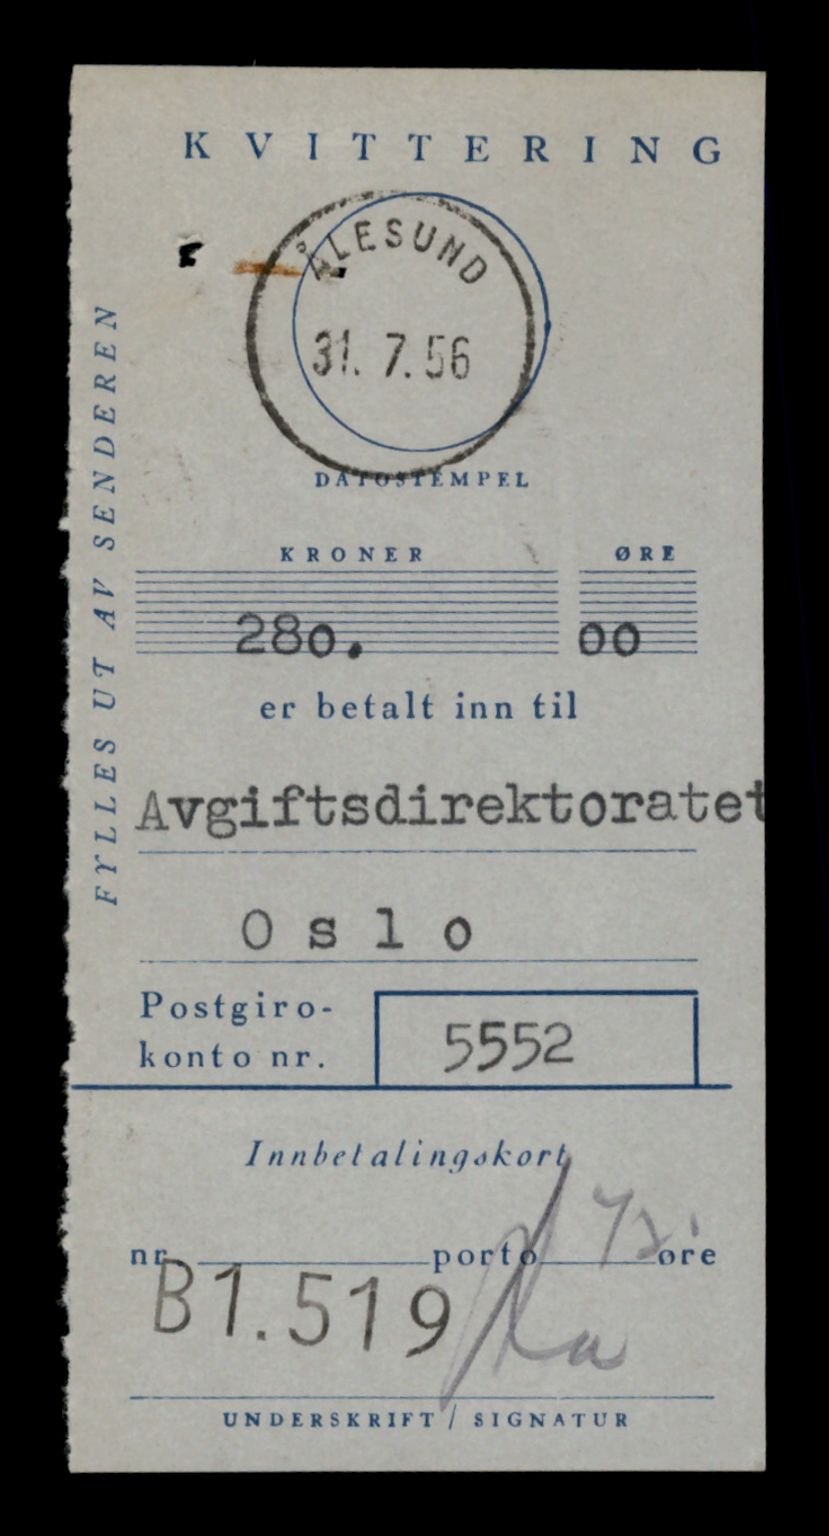 KVITTERING
ÅLESUND
31. 7. 56
DATOSTEMPEL
FYLLES UT AV SENDEREN
KRONER ØRE
280. 00
er betalt inn til
Avgiftsdirektoratet
Oslo
Postgiro-
konto nr. 5552
Innbetalingskort
nr. porto øre
B1.519
UNDERSKRIFT / SIGNATUR